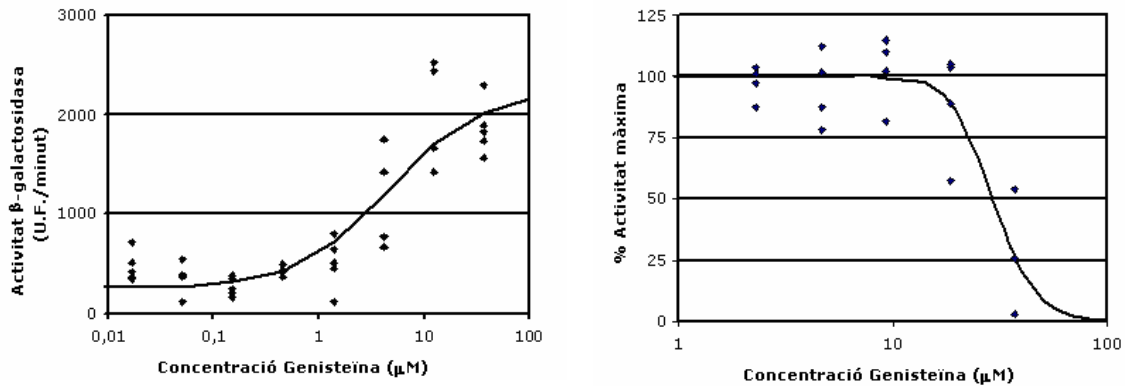 3000
2000
1000
0
0,01 0,1 1 10 100
Activitat β-galactosidasa
(U.F./minut)
Concentració Genisteïna (μM)
125
100
75
50
25
0
1 10 100
% Activitat màxima
Concentració Genisteïna (μM)